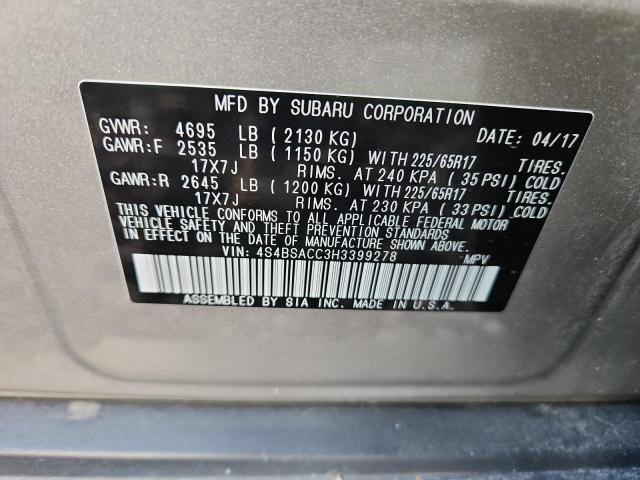 MFD BY SUBARU CORPORATION
GVWR: 4695 LB (2130 KG) DATE: 04/17
GAWR:F 2535 LB (1150 KG) WITH 225/65R17 TIRES.
17X7J RIMS. AT 240 KPA (35 PSI) COLD
GAWR:R 2645 LB (1200 KG) WITH 225/65R17 TIRES.
17X7J RIMS. AT 230 KPA (33 PSI) COLD
THIS VEHICLE CONFORMS TO ALL APPLICABLE FEDERAL MOTOR
VEHICLE SAFETY AND THEFT PREVENTION STANDARDS
IN EFFECT ON THE DATE OF MANUFACTURE SHOWN ABOVE.
VIN: 4S4BSACC3H3399278 MPV
ASSEMBLED BY SIA INC. MADE IN U.S.A.